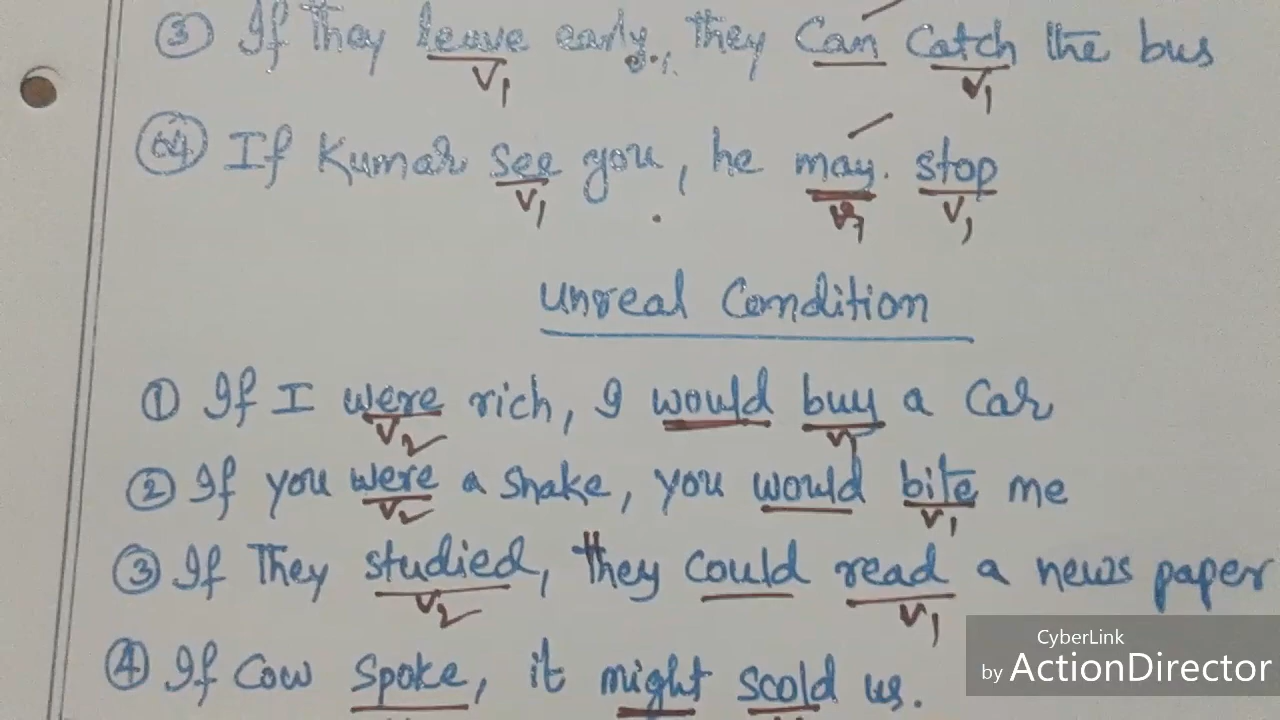 ③ If They leave early, they Can Catch the bus
V1 V1
④ If Kumar see you, he may. stop
V1 V1 V1
Unreal Condition
① If I were rich, I would buy a Car
V2 V1
② If you were a snake, you would bite me
V2 V1
③ If They studied, they could read a news paper
V2 V1
④ If Cow Spoke, it might scold us.
CyberLink
by ActionDirector